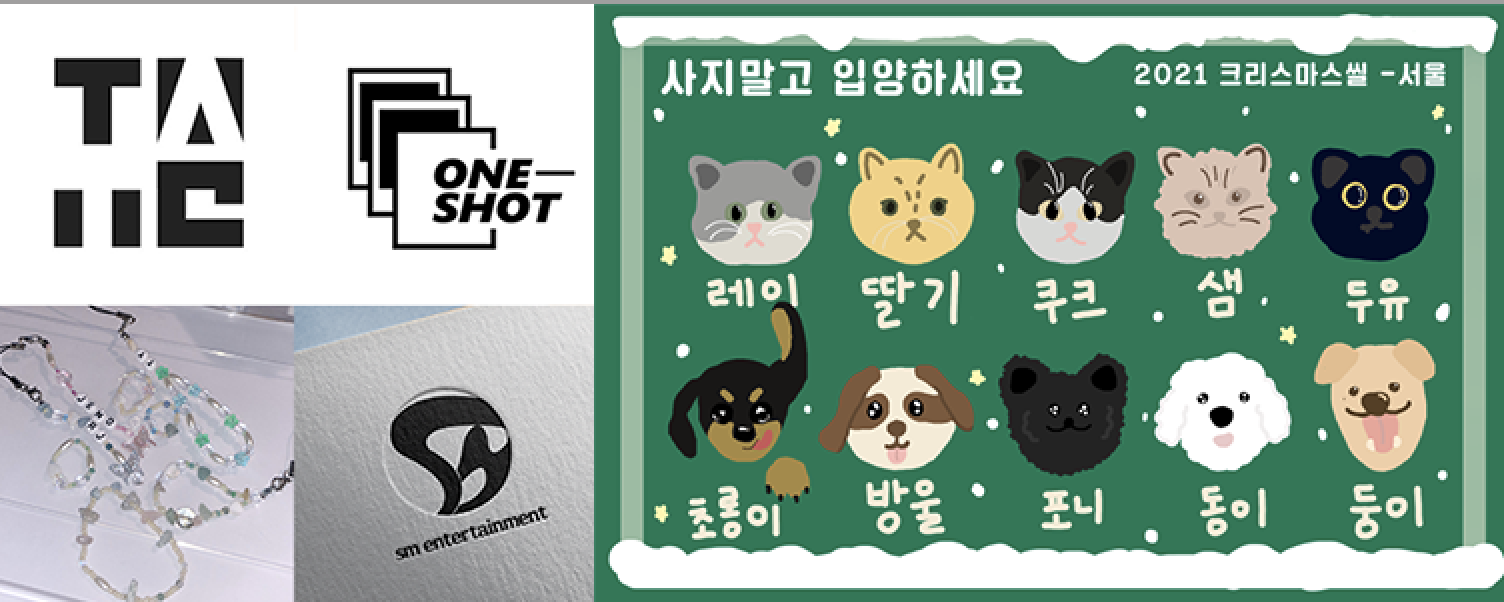 TA
ONE-
SHOT
sm entertainment
사지말고 입양하세요
2021 크리스마스씰 -서울
레이
딸기
쿠크
샘
두유
초롱이
방울
포니
동이
둥이